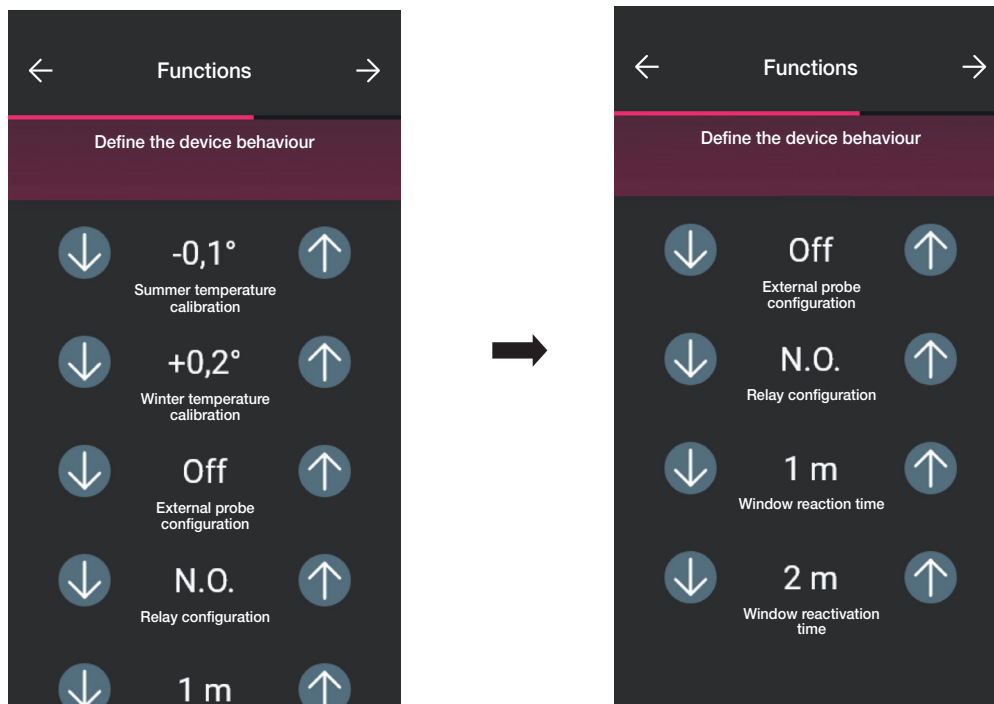 Functions
Define the device behaviour
-0,1°
Summer temperature
calibration
+0,2°
Winter temperature
calibration
Off
External probe
configuration
N.O.
Relay configuration
1 m
Functions
Define the device behaviour
Off
External probe
configuration
N.O.
Relay configuration
1 m
Window reaction time
2 m
Window reactivation
time